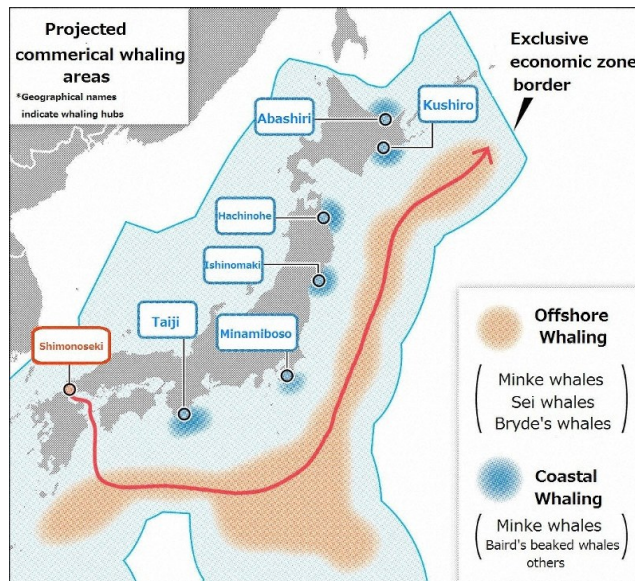 Projected
commerical whaling
areas
*Geographical names
indicate whaling hubs
Exclusive
economic zone
border
Abashiri
Kushiro
Hachinohe
Ishinomaki
Taiji
Minamiboso
Shimonoseki
Offshore
Whaling
Minke whales
Sei whales
Bryde's whales
Coastal
Whaling
Minke whales
Baird's beaked whales
others